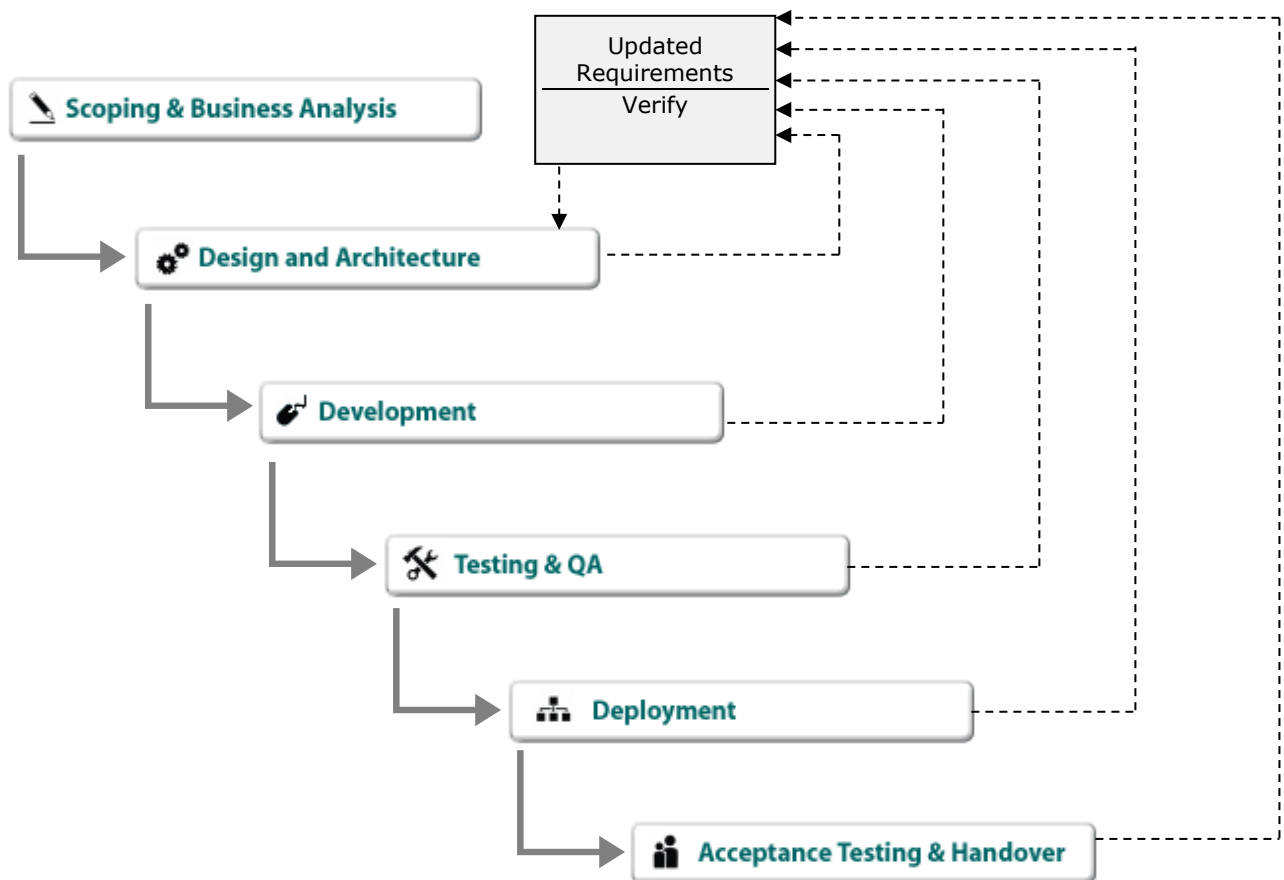 Updated
Requirements
Verify
Scoping & Business Analysis
Design and Architecture
Development
Testing & QA
Deployment
Acceptance Testing & Handover